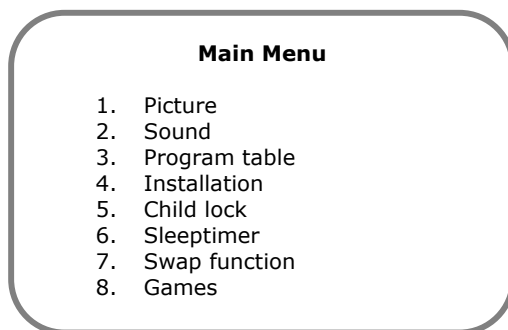 Main Menu
1. Picture
2. Sound
3. Program table
4. Installation
5. Child lock
6. Sleeptimer
7. Swap function
8. Games